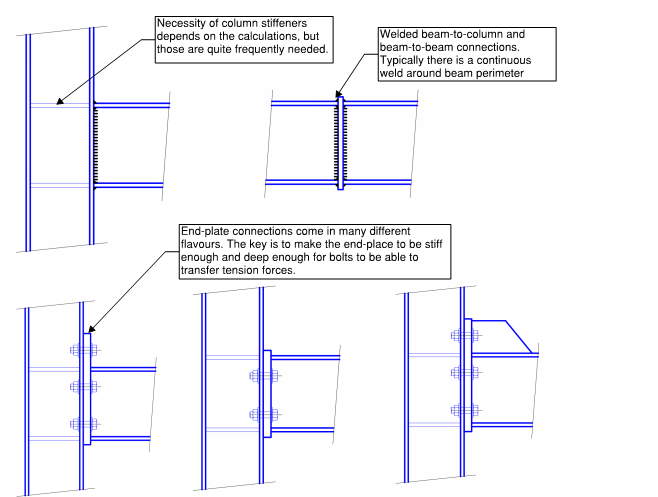 Necessity of column stiffeners
depends on the calculations, but
those are quite frequently needed.
Welded beam-to-column and
beam-to-beam connections.
Typically there is a continuous
weld around beam perimeter
End-plate connections come in many different
flavours. The key is to make the end-place to be stiff
enough and deep enough for bolts to be able to
transfer tension forces.